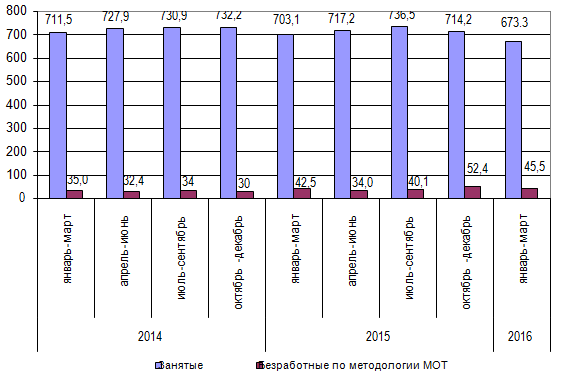 800
700
600
500
400
300
200
100
0
711,5 727,9 730,9 732,2 703,1 717,2 736,5 714,2 673.3
35,0 32,4 34 30 42,5 34,0 40,1 52,4 45,5
январь-март
апрель-июнь
июль-сентябрь
октябрь -декабрь
январь-март
апрель-июнь
июль-сентябрь
октябрь -декабрь
январь-март
2014 2015 2016
Занятые Безработные по методологии МОТ